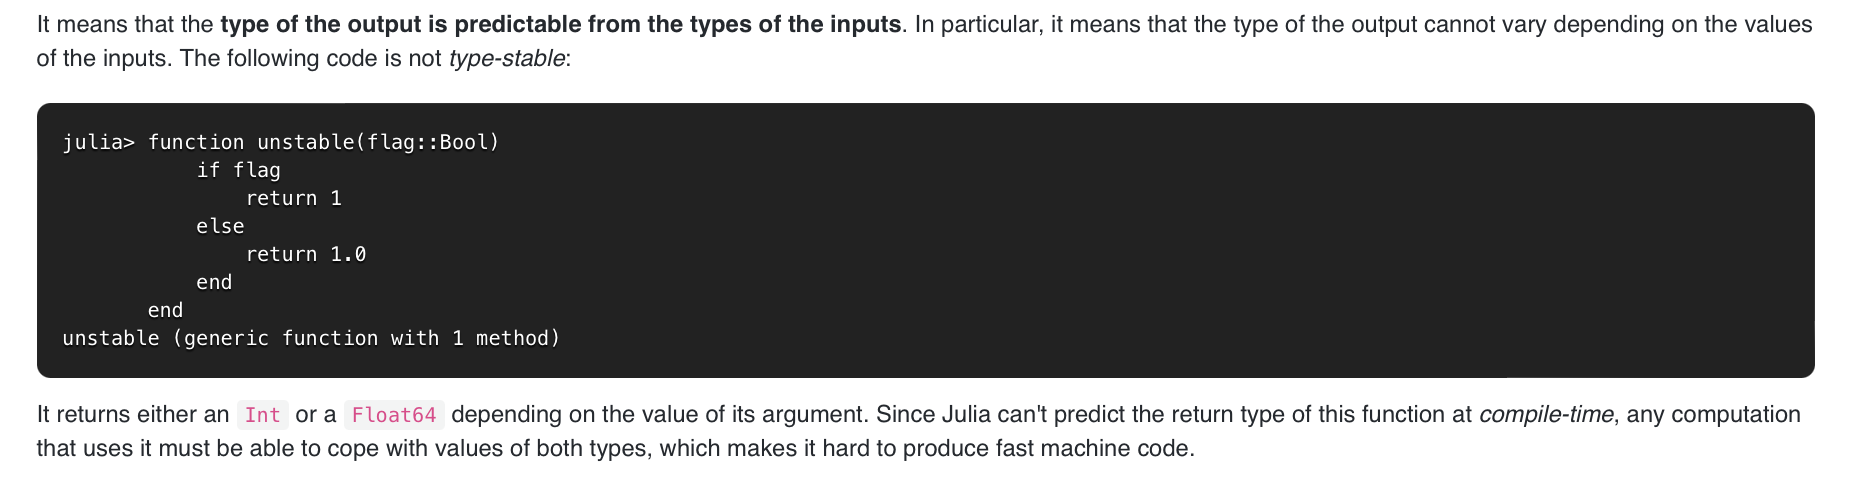 It means that the type of the output is predictable from the types of the inputs. In particular, it means that the type of the output cannot vary depending on the values
of the inputs. The following code is not type-stable:
julia> function unstable(flag::Bool)
           if flag
               return 1
           else
               return 1.0
           end
       end
unstable (generic function with 1 method)
It returns either an Int or a Float64 depending on the value of its argument. Since Julia can't predict the return type of this function at compile-time, any computation
that uses it must be able to cope with values of both types, which makes it hard to produce fast machine code.